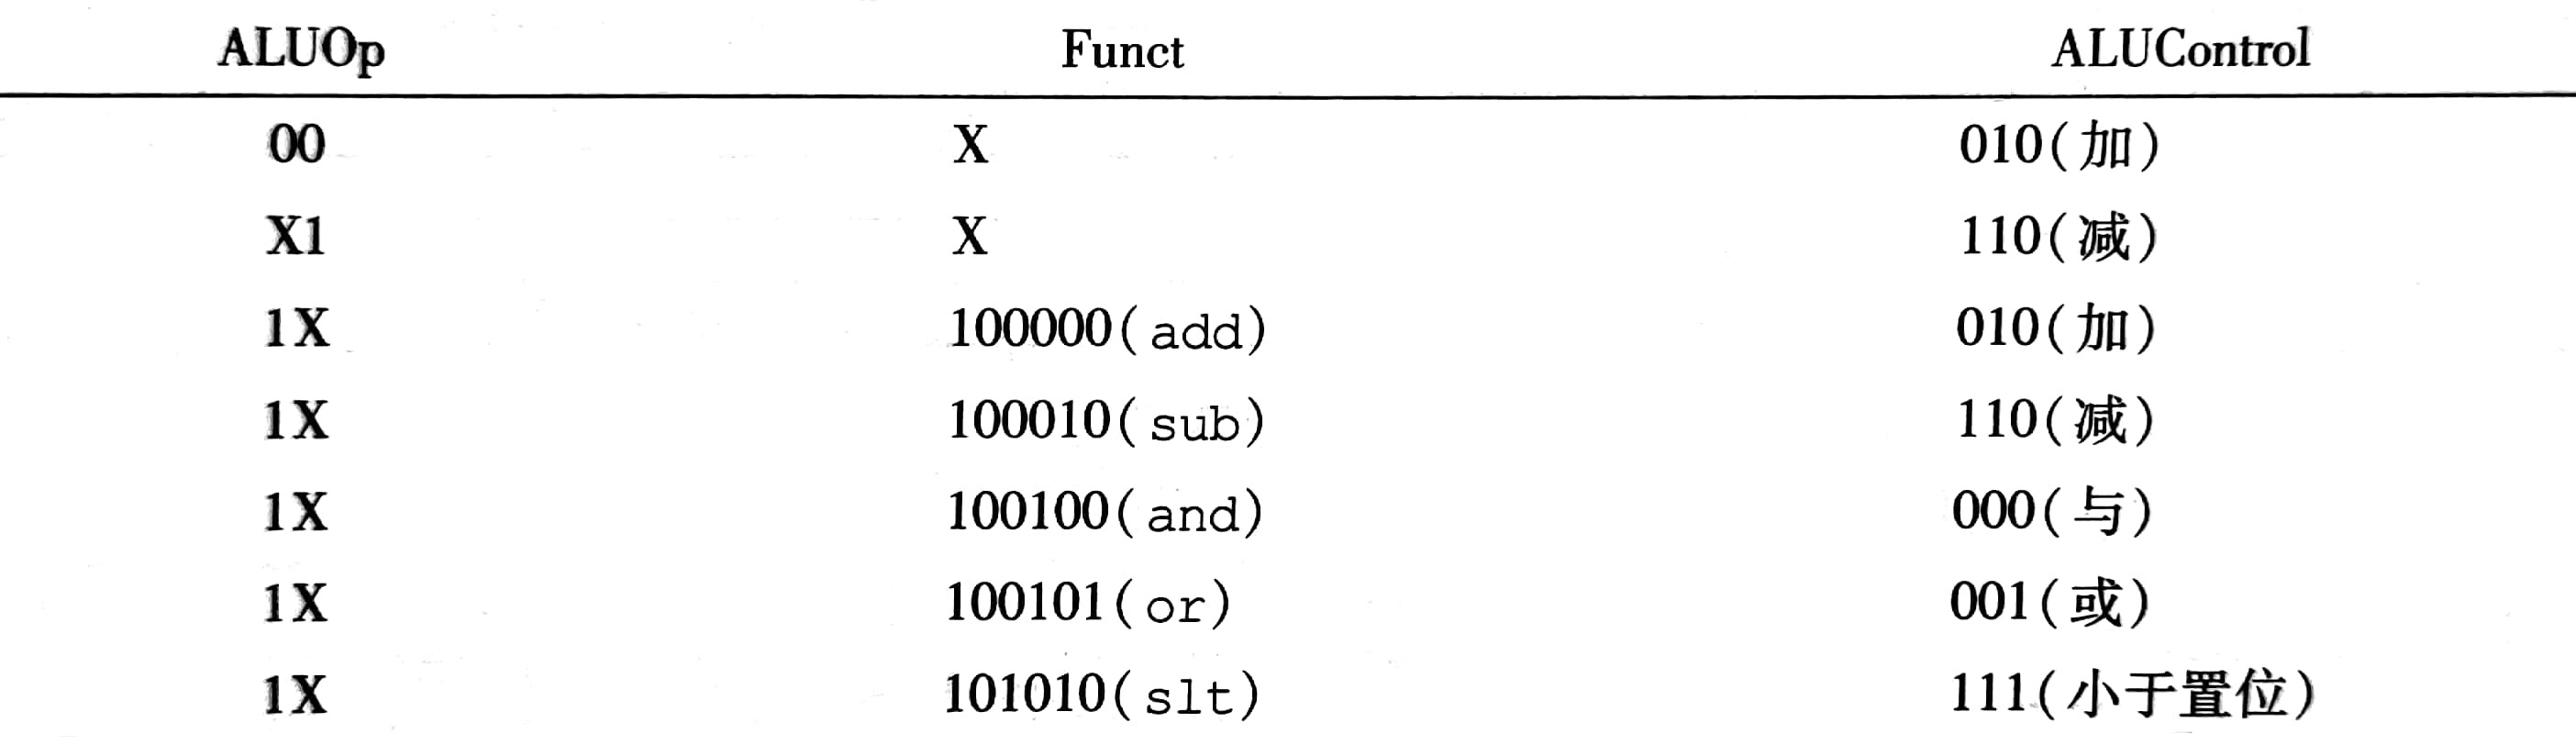 ALUOp Funct ALUControl
00 X 010(加)
X1 X 110(减)
1X 100000(add) 010(加)
1X 100010(sub) 110(减)
1X 100100(and) 000(与)
1X 100101(or) 001(或)
1X 101010(slt) 111(小于置位)